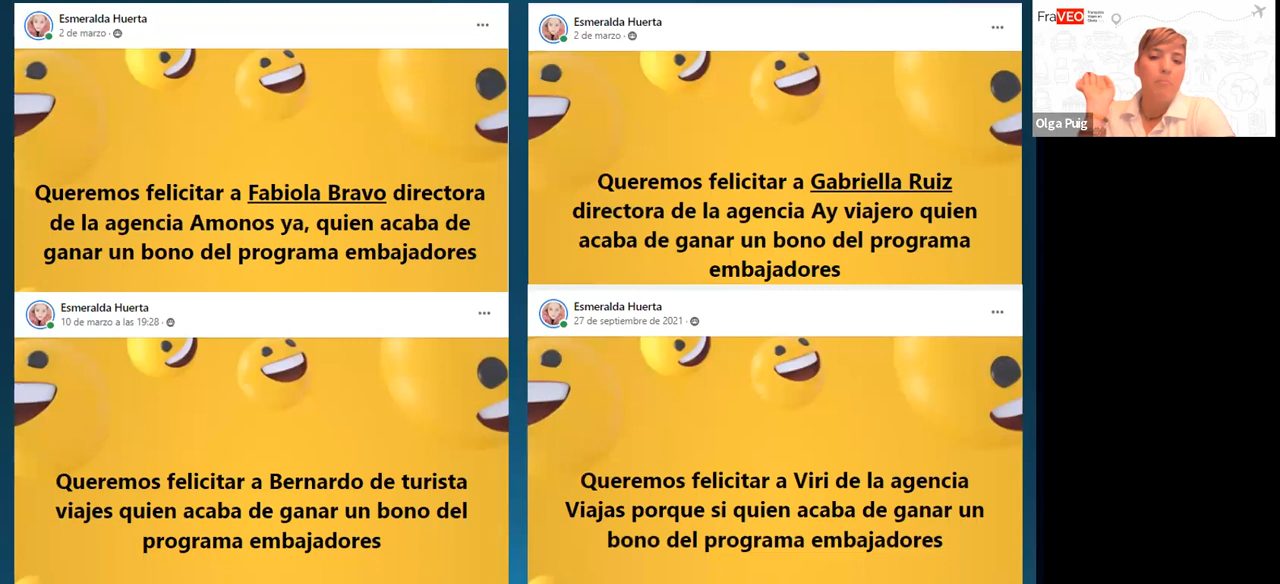 Esmeralda Huerta
2 de marzo ·
Queremos felicitar a Fabiola Bravo directora
de la agencia Amonos ya, quien acaba de
ganar un bono del programa embajadores
Esmeralda Huerta
2 de marzo ·
Queremos felicitar a Gabriella Ruiz
directora de la agencia Ay viajero quien
acaba de ganar un bono del programa
embajadores
Esmeralda Huerta
10 de marzo a las 19:28 ·
Queremos felicitar a Bernardo de turista
viajes quien acaba de ganar un bono del
programa embajadores
Esmeralda Huerta
27 de septiembre de 2021 ·
Queremos felicitar a Viri de la agencia
Viajas porque si quien acaba de ganar un
bono del programa embajadores
FraVEO
Olga Puig